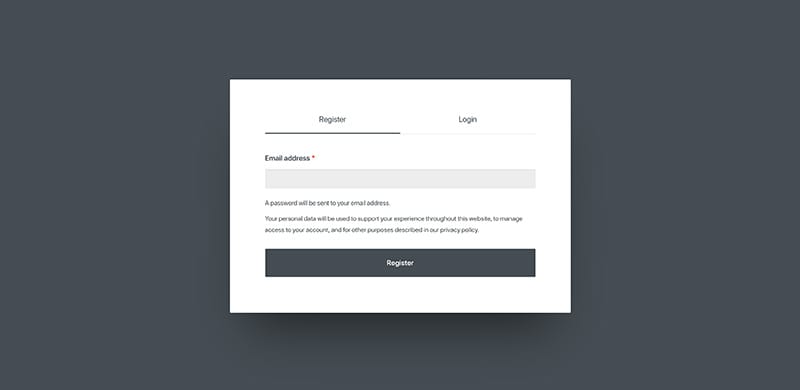 Register Login
Email address *
A password will be sent to your email address.
Your personal data will be used to support your experience throughout this website, to manage
access to your account, and for other purposes described in our privacy policy.
Register